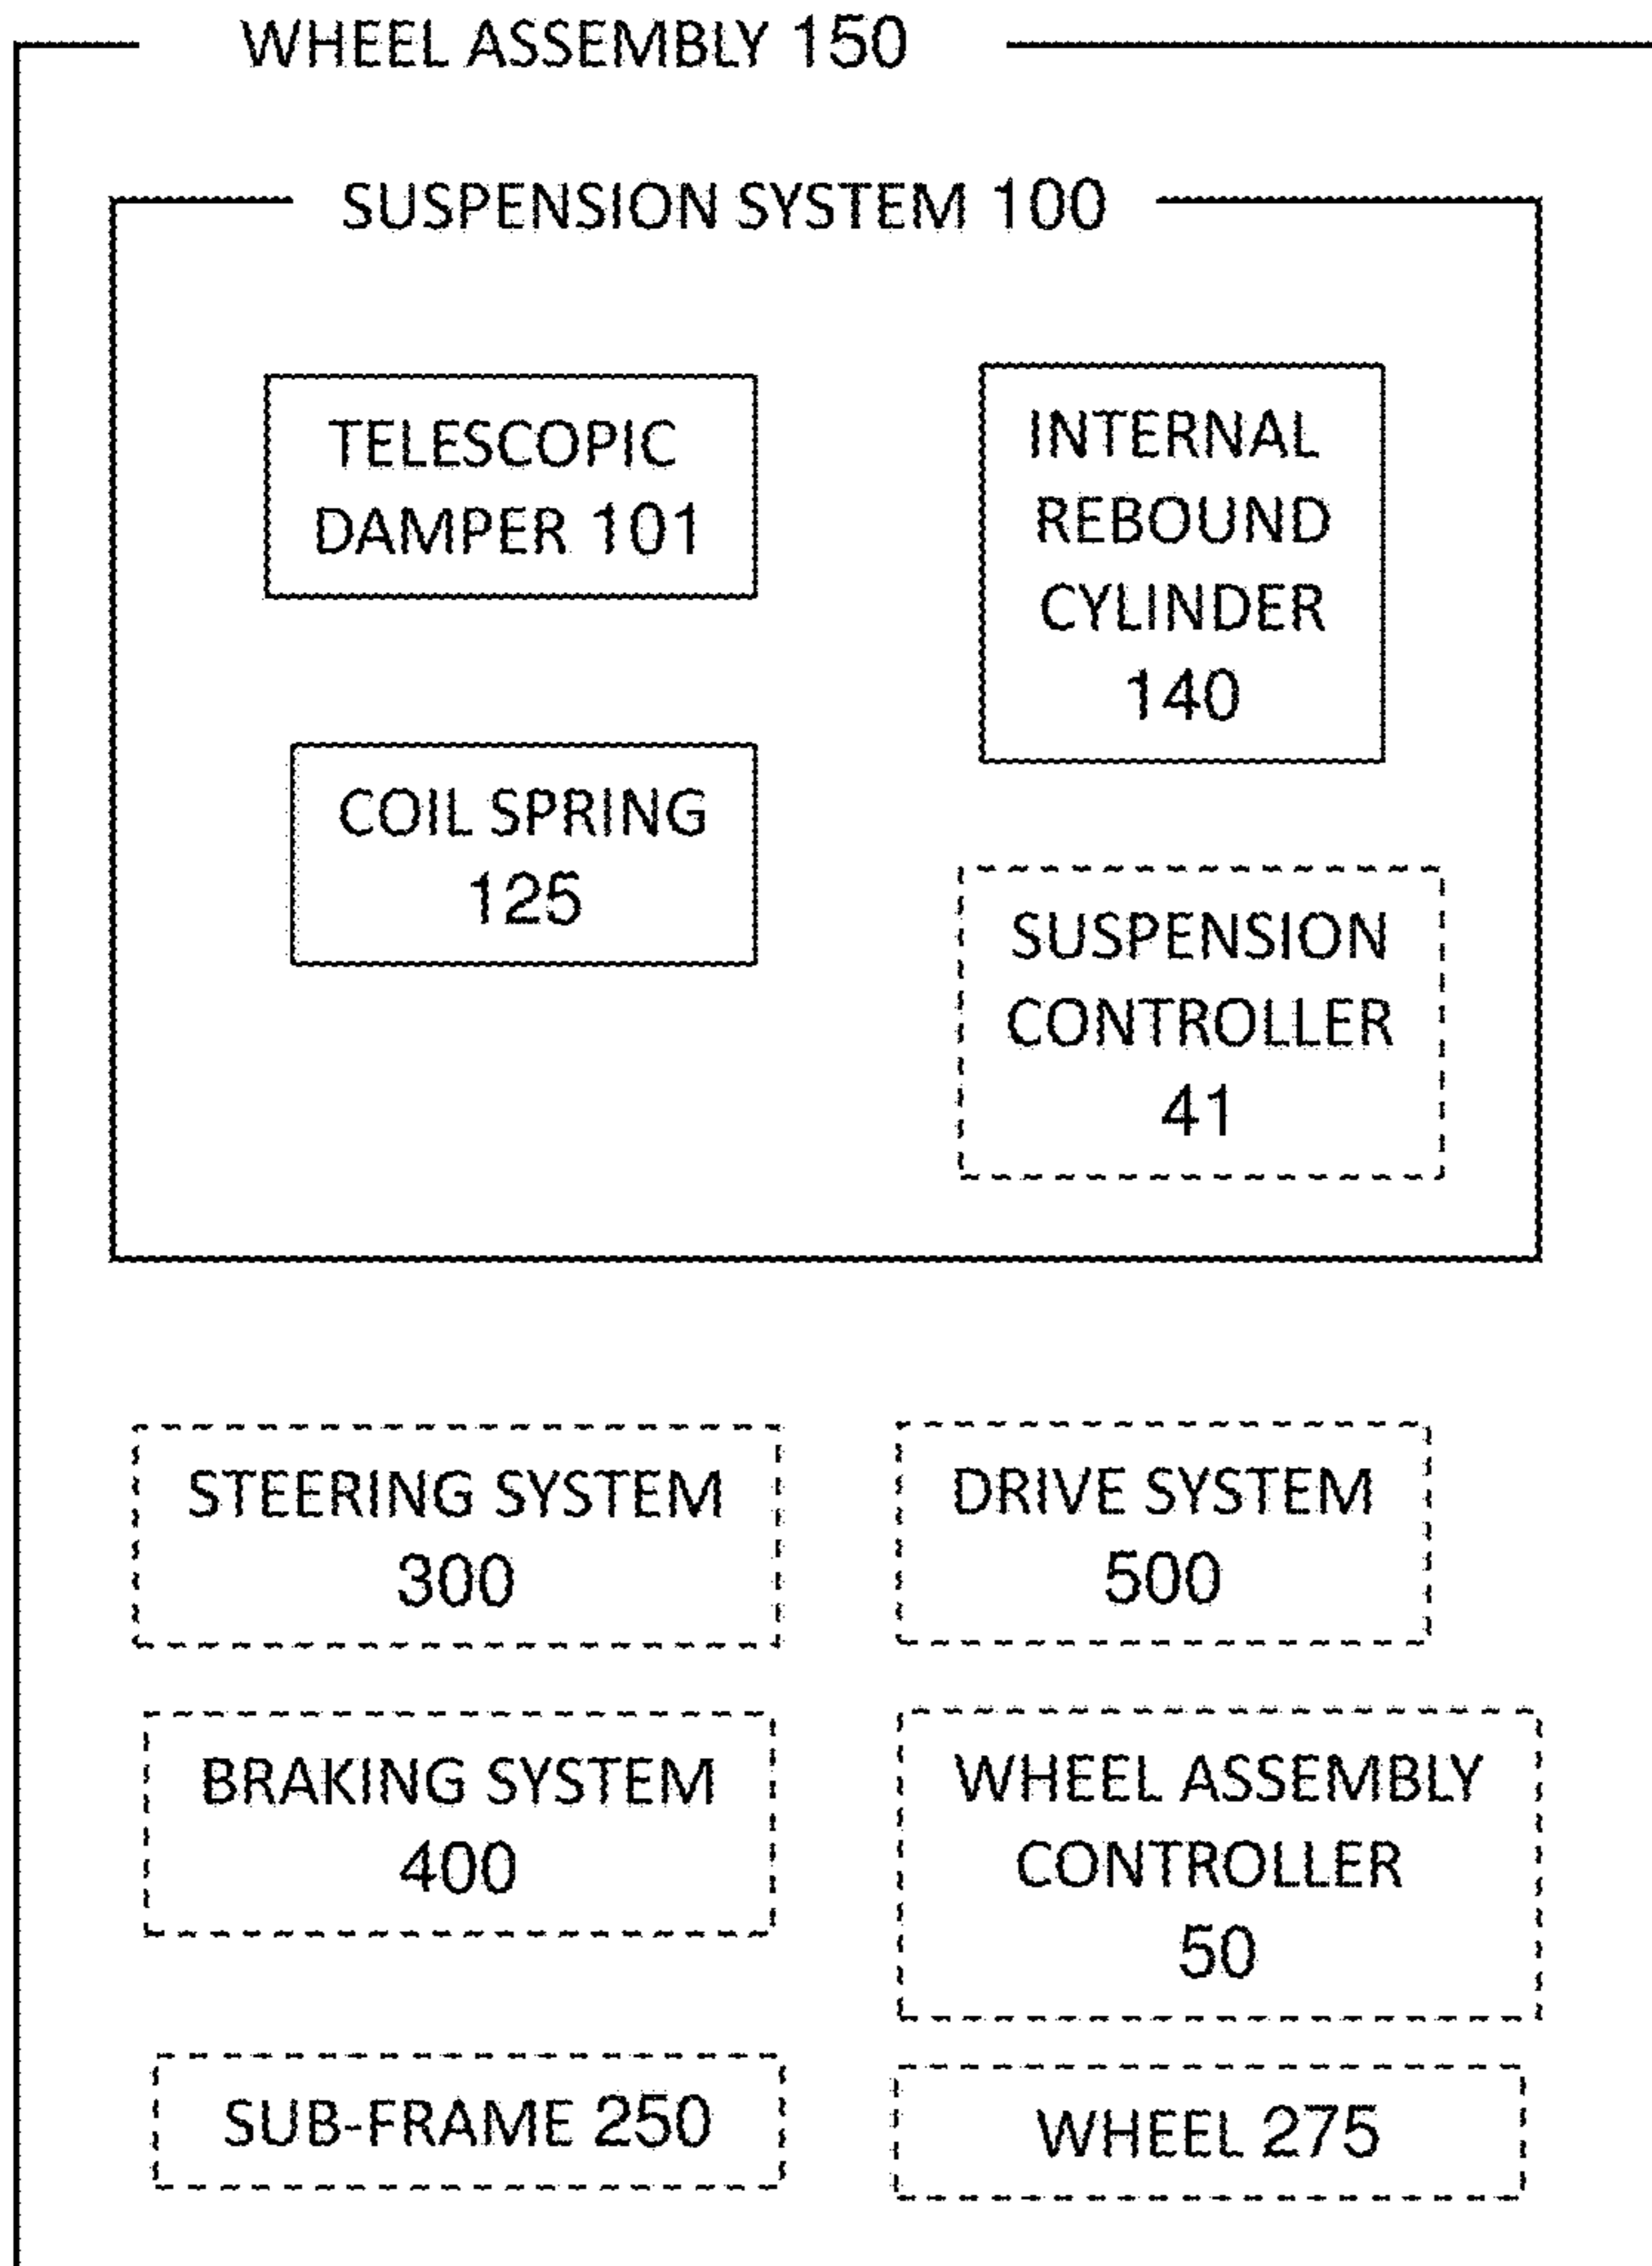 WHEEL ASSEMBLY 150
SUSPENSION SYSTEM 100
TELESCOPIC
DAMPER 101
INTERNAL
REBOUND
CYLINDER
140
COIL SPRING
125
SUSPENSION
CONTROLLER
41
STEERING SYSTEM
300
DRIVE SYSTEM
500
BRAKING SYSTEM
400
WHEEL ASSEMBLY
CONTROLLER
50
SUB-FRAME 250
WHEEL 275